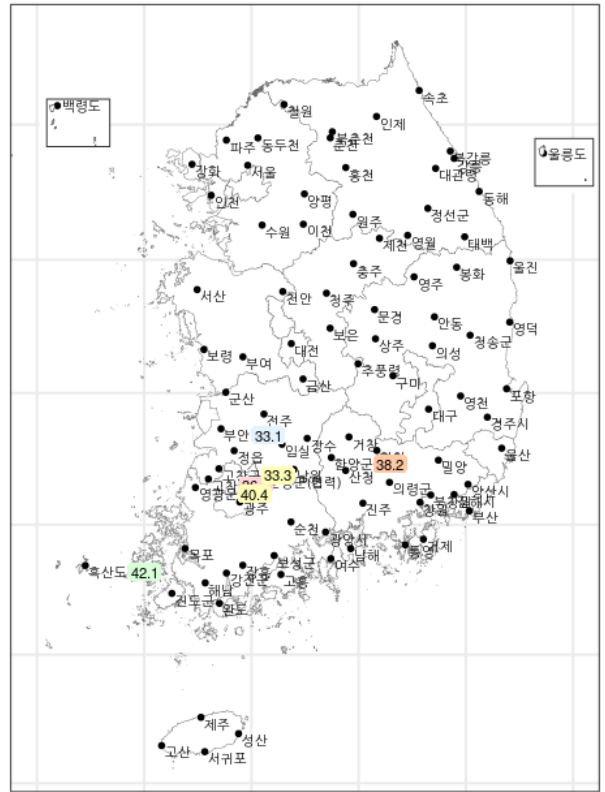 속초
백령도
철원
인제
북춘천
파주
동두천
북강릉
울릉도
강화
서울
홍천
대관령
동해
인천
양평
정선군
원주
수원
이천
제천
영월
태백
충주
울진
영주
봉화
서산
천안
청주
문경
안동
영덕
보은
청송군
대전
상주
의성
보령
부여
추풍령
구미
금산
군산
영천
포항
대구
경주시
전주
부안
33.1
임실
장수
거창
울산
정읍
함양군
38.2
밀양
33.3
산청
40.4
의령군
양산시
영광군
광주
진주
창원
부산
순천
광양시
거제
목포
남해
통영
보성군
여수
흑산도
42.1
장흥
강진군
고흥
해남
진도군
완도
제주
성산
고산
서귀포